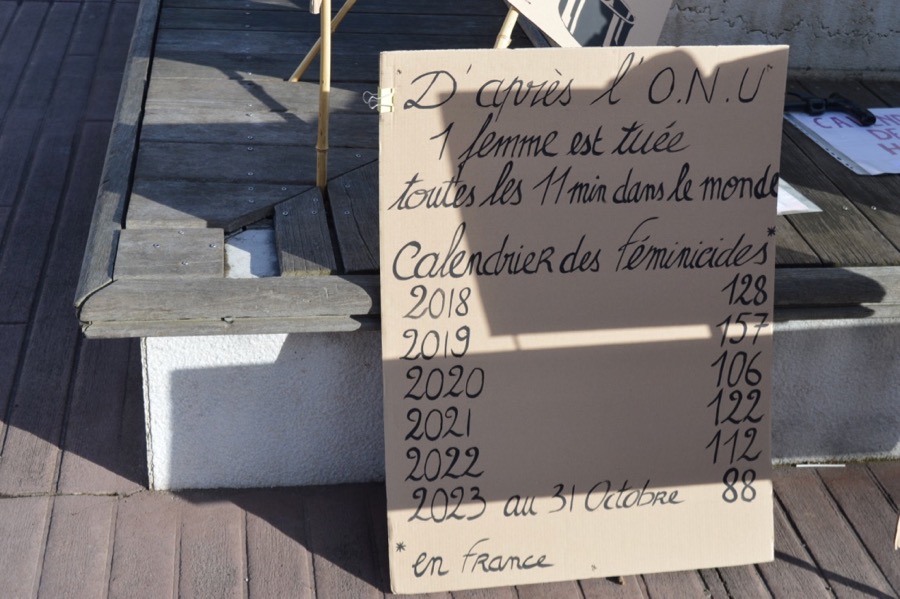 D'après l'O.N.U
1 femme est tuée
toutes les 11 min dans le monde
Calendrier des féminicides*
2018 128
2019 157
2020 106
2021 122
2022 112
2023 au 31 Octobre 88
* en france